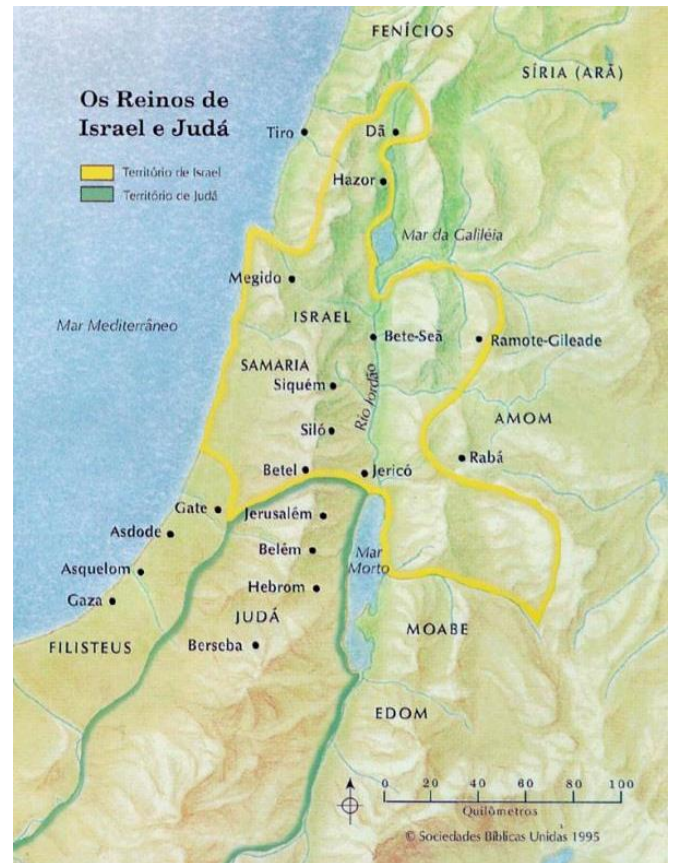 FENÍCIOS
SÍRIA (ARÃ)
Os Reinos de
Israel e Judá
Território de Israel
Território de Judá
Tiro
Dã
Hazor
Mar da Galiléia
Megido
ISRAEL
Mar Mediterrâneo
Bete-Seã
Ramote-Gileade
SAMARIA
Siquém
Rio Jordão
AMOM
Siló
Rabá
Betel
Jericó
Gate
Jerusalém
Asdode
Belém
Mar
Morto
Asquelom
Hebrom
Gaza
JUDÁ
MOABE
FILISTEUS
Berseba
EDOM
0 20 40 60 80 100
Quilômetros
© Sociedades Bíblicas Unidas 1995